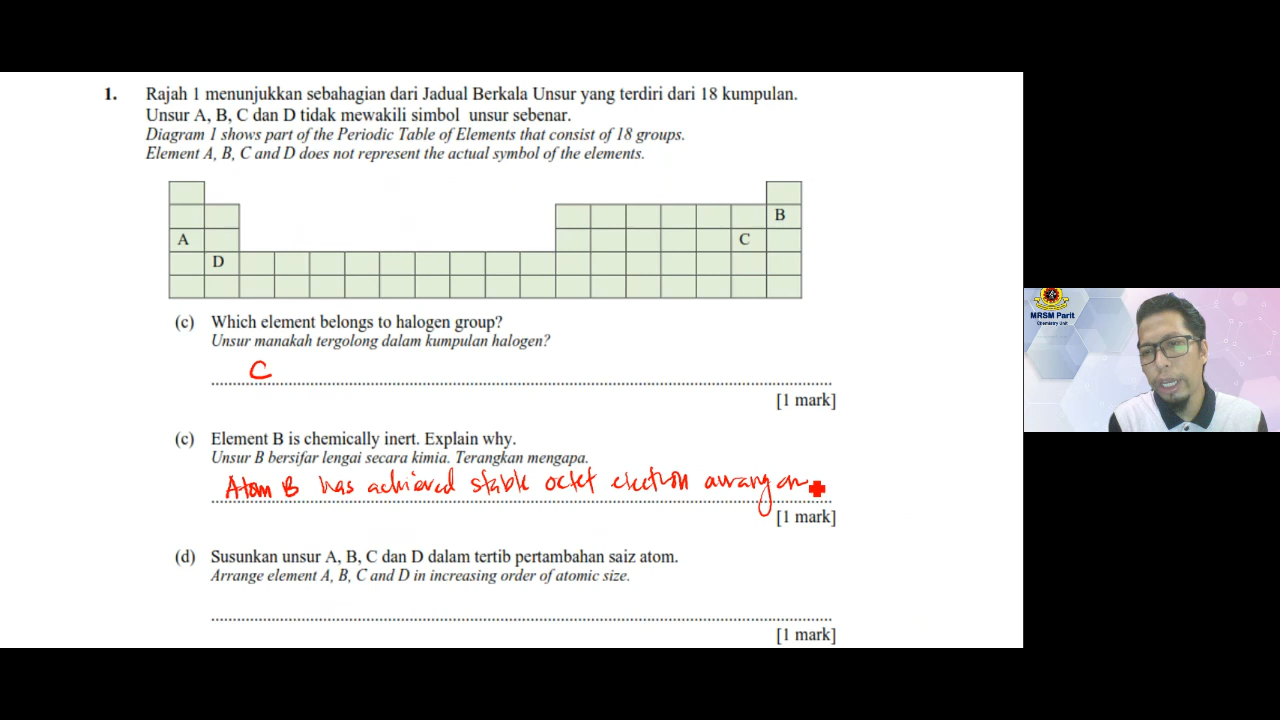 1. Rajah 1 menunjukkan sebahagian dari Jadual Berkala Unsur yang terdiri dari 18 kumpulan.
Unsur A, B, C dan D tidak mewakili simbol unsur sebenar.
Diagram 1 shows part of the Periodic Table of Elements that consist of 18 groups.
Element A, B, C and D does not represent the actual symbol of the elements.
B
A C
D
(c) Which element belongs to halogen group?
Unsur manakah tergolong dalam kumpulan halogen?
C
[1 mark]
(c) Element B is chemically inert. Explain why.
Unsur B bersifar lengai secara kimia. Terangkan mengapa.
Atom B has achieved stable octet electron
[1 mark]
(d) Susunkan unsur A, B, C dan D dalam tertib pertambahan saiz atom.
Arrange element A, B, C and D in increasing order of atomic size.
[1 mark]
MRSM Parit
Chemistry Unit